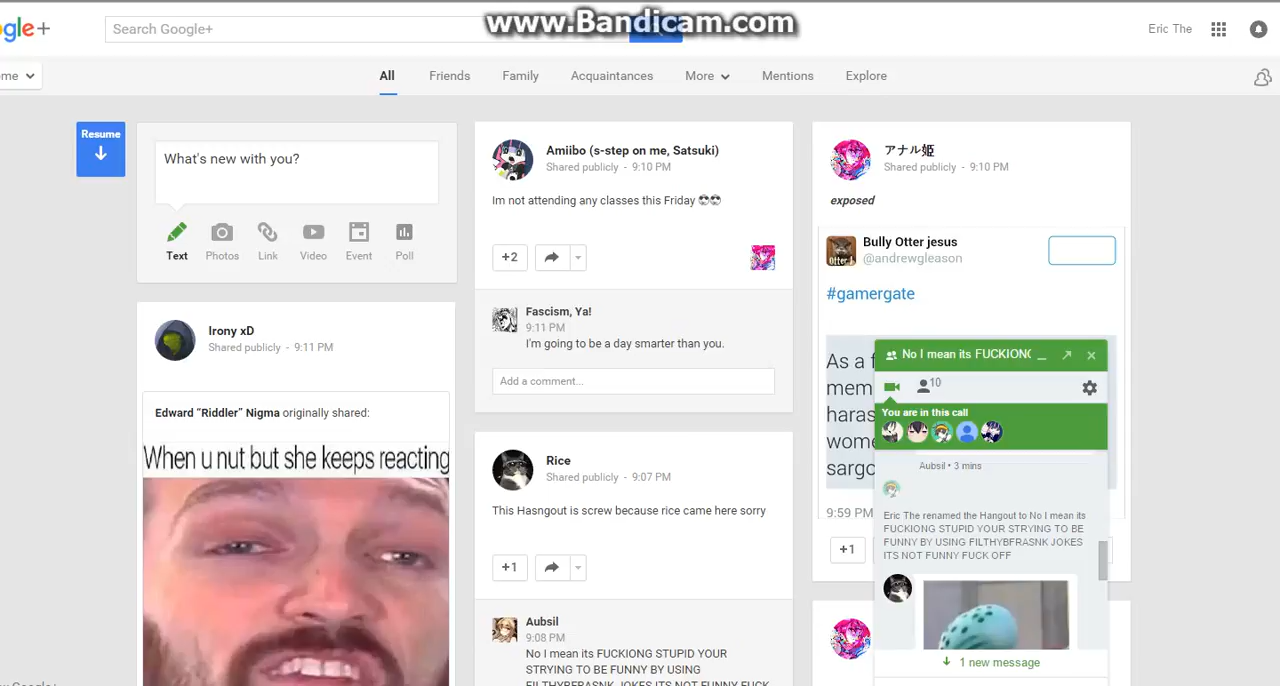 www.Bandicam.com
gle+
Search Google+
Eric The
me
All
Friends
Family
Acquaintances
More
Mentions
Explore
Resume
What's new with you?
Text
Photos
Link
Video
Event
Poll
Irony xD
Shared publicly - 9:11 PM
Edward "Riddler" Nigma originally shared:
When u nut but she keeps reacting
Amiibo (s-step on me, Satsuki)
Shared publicly - 9:10 PM
Im not attending any classes this Friday
+2
Fascism, Ya!
9:11 PM
I'm going to be a day smarter than you.
Add a comment...
Rice
Shared publicly - 9:07 PM
This Hasngout is screw because rice came here sorry
+1
Aubsil
9:08 PM
No I mean its FUCKIONG STUPID YOUR
STRYING TO BE FUNNY BY USING
FILTHYBFRASNK JOKES ITS NOT FUNNY FUCK
アナル姫
Shared publicly - 9:10 PM
exposed
Bully Otter jesus
@andrewgleason
#gamergate
As a f
mem
haras
wome
sargo
9:59 PM
+1
No I mean its FUCKIONG
10
You are in this call
Aubsil • 3 mins
Eric The renamed the Hangout to No I mean its
FUCKIONG STUPID YOUR STRYING TO BE
FUNNY BY USING FILTHYBFRASNK JOKES
ITS NOT FUNNY FUCK OFF
1 new message